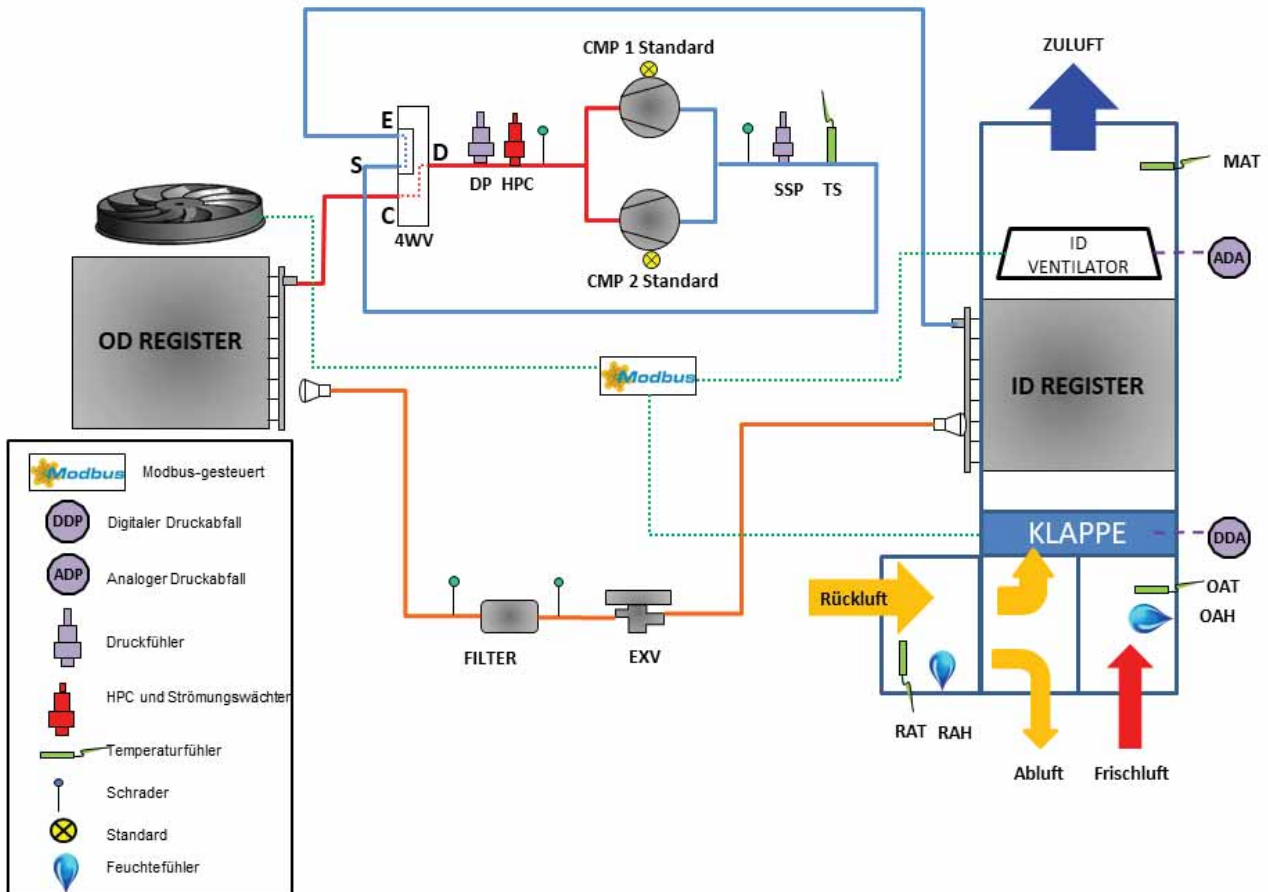 CMP 1 Standard
ZULUFT
E
S
D
C
4WV
DP
HPC
SSP
TS
MAT
CMP 2 Standard
ID
VENTILATOR
ADA
OD REGISTER
Modbus
ID REGISTER
KLAPPE
DDA
Rückluft
OAT
OAH
FILTER
EXV
RAT
RAH
Abluft
Frischluft
Modbus
Modbus-gesteuert
DDP
Digitaler Druckabfall
ADP
Analoger Druckabfall
Druckfühler
HPC und Strömungswächter
Temperaturfühler
Schrader
Standard
Feuchtefühler